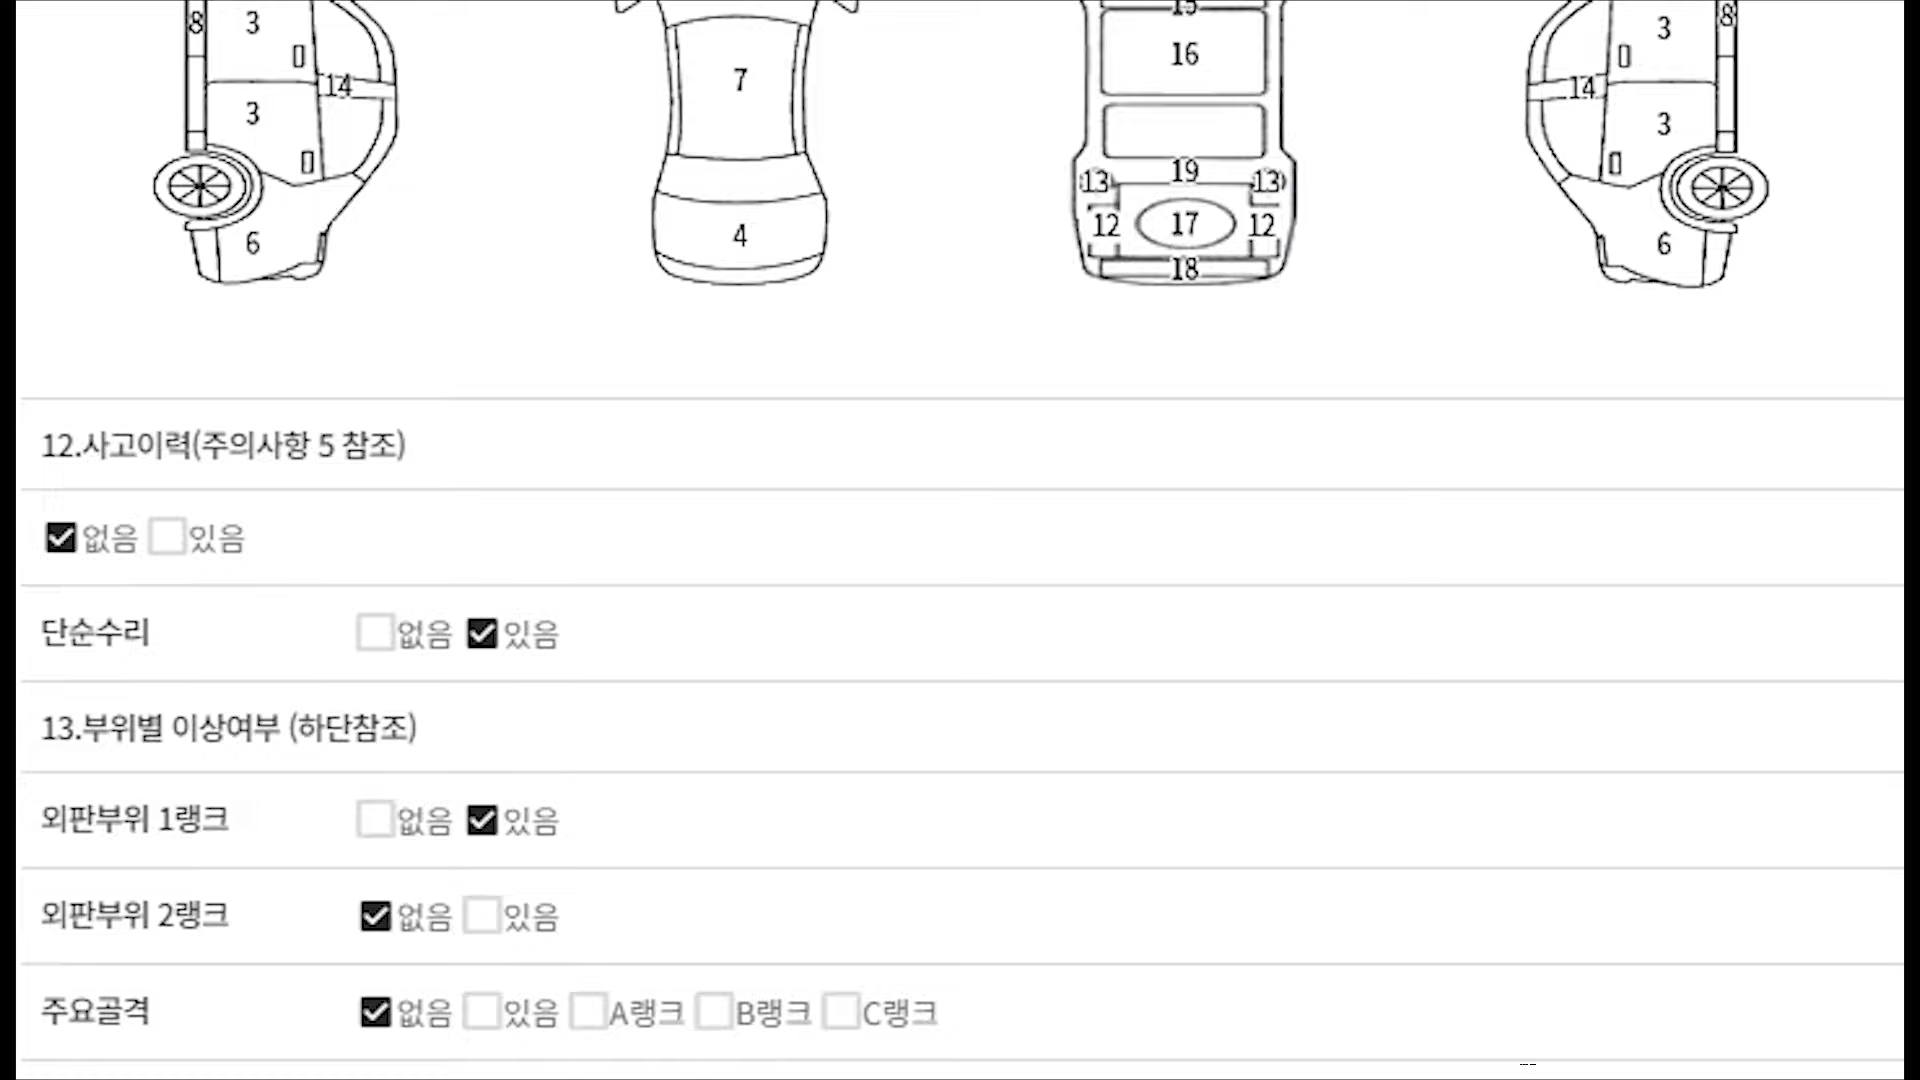 8 3 3 14 6
7 4
15 16 19 13 13 12 17 12 18
3 8 14 3 6
12.사고이력(주의사항 5 참조)
없음 있음
단순수리 없음 있음
13.부위별 이상여부 (하단참조)
외판부위 1랭크 없음 있음
외판부위 2랭크 없음 있음
주요골격 없음 있음 A랭크 B랭크 C랭크